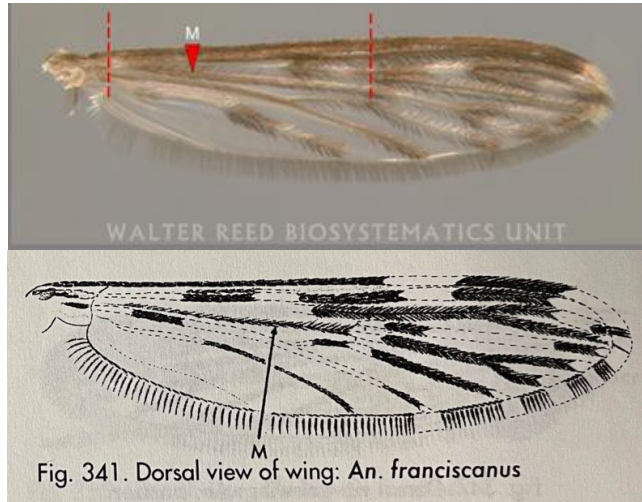 M
WALTER REED BIOSYSTEMATICS UNIT
M
Fig. 341. Dorsal view of wing: An. franciscanus